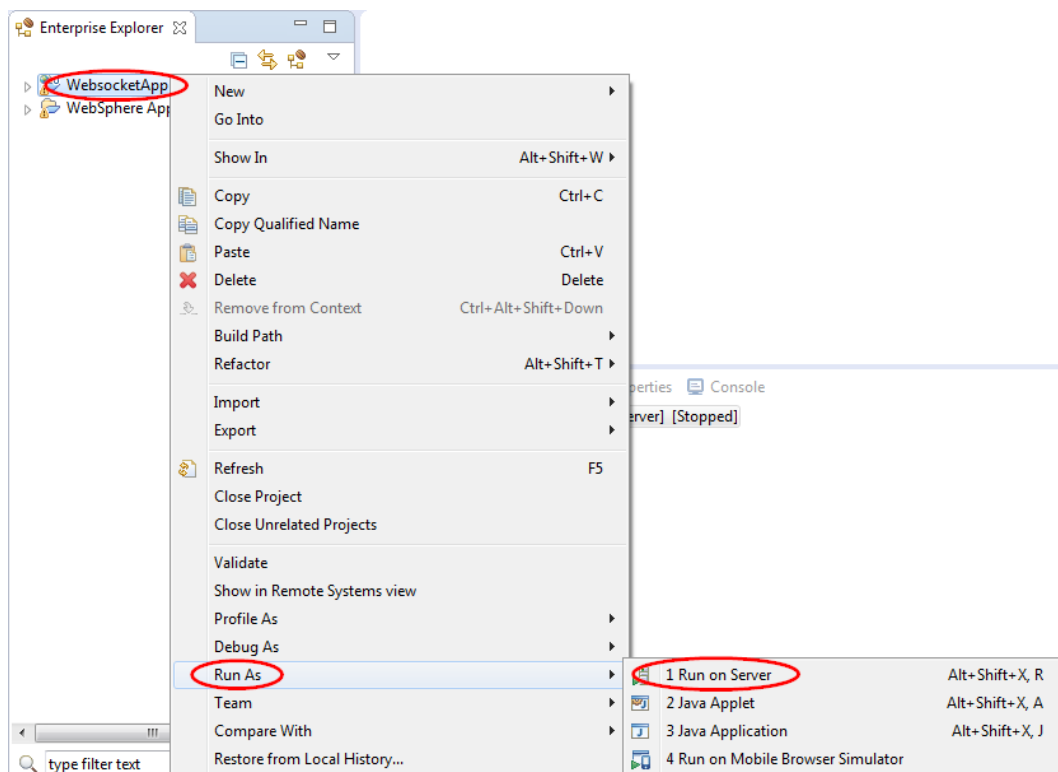 Enterprise Explorer
WebsocketApp
WebSphere App
New
Go Into
Show In Alt+Shift+W
Copy Ctrl+C
Copy Qualified Name
Paste Ctrl+V
Delete Delete
Remove from Context Ctrl+Alt+Shift+Down
Build Path
Refactor Alt+Shift+T
perties Console
Import
erver] [Stopped]
Export
Refresh F5
Close Project
Close Unrelated Projects
Validate
Show in Remote Systems view
Profile As
Debug As
Run As
1 Run on Server Alt+Shift+X, R
Team
2 Java Applet Alt+Shift+X, A
Compare With
3 Java Application Alt+Shift+X, J
Restore from Local History...
4 Run on Mobile Browser Simulator
type filter text